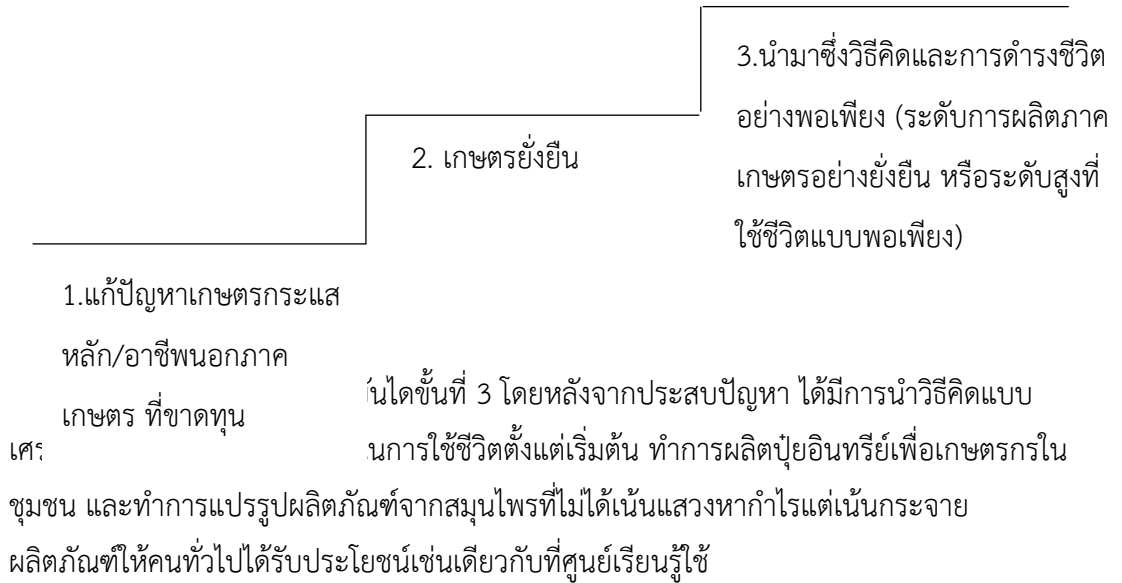 3.นำมาซึ่งวิธีคิดและการดำรงชีวิต
อย่างพอเพียง (ระดับการผลิตภาค
เกษตรอย่างยั่งยืน หรือระดับสูงที่
ใช้ชีวิตแบบพอเพียง)
2. เกษตรยั่งยืน
1.แก้ปัญหาเกษตรกระแส
หลัก/อาชีพนอกภาค
เกษตร ที่ขาดทุน
ขั้นที่ 3 โดยหลังจากประสบปัญหา ได้มีการนำวิธีคิดแบบ
การใช้ชีวิตตั้งแต่เริ่มต้น ทำการผลิตปุ๋ยอินทรีย์เพื่อเกษตรกรใน
ชุมชน และทำการแปรรูปผลิตภัณฑ์จากสมุนไพรที่ไม่ได้เน้นแสวงหากำไรแต่เน้นกระจาย
ผลิตภัณฑ์ให้คนทั่วไปได้รับประโยชน์เช่นเดียวกับที่ศูนย์เรียนรู้ใช้